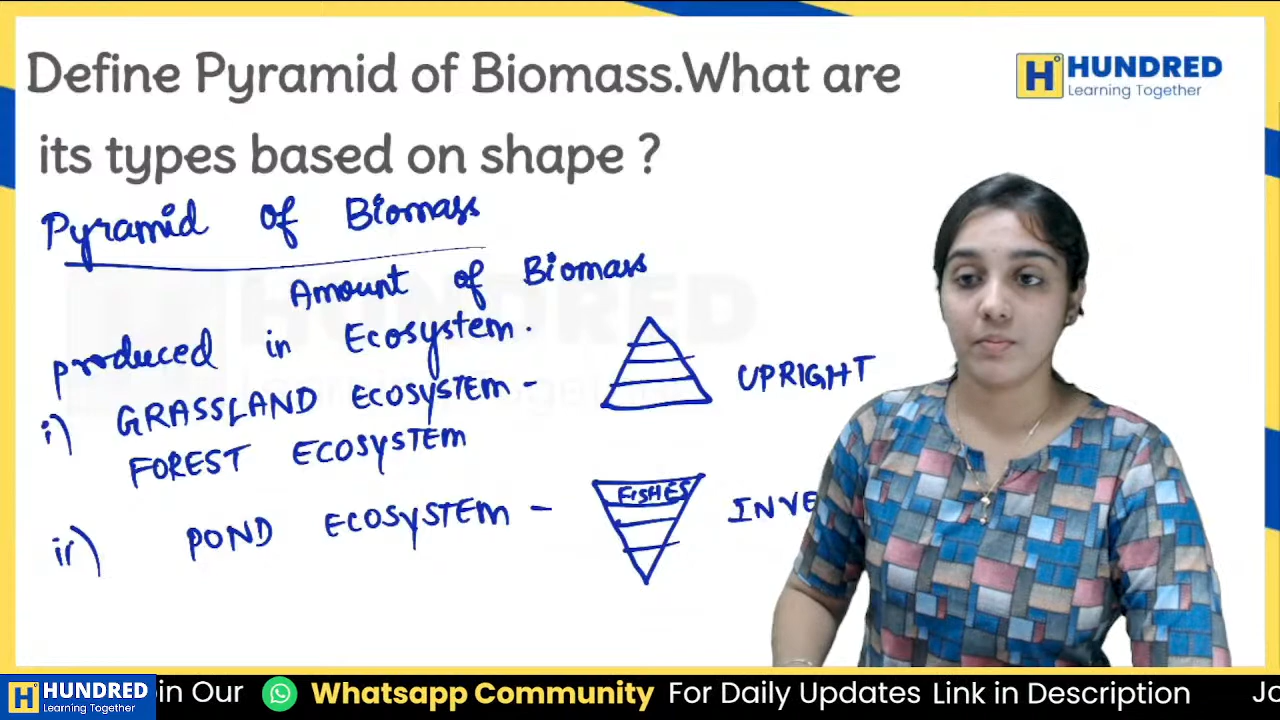 Define Pyramid of Biomass.What are
its types based on shape ?
H HUNDRED
Learning Together
Pyramid of Biomass
Amount of Biomass
produced in Ecosystem.
i) GRASSLAND ECOSYSTEM -
UPRIGHT
FOREST ECOSYSTEM
ii) POND ECOSYSTEM -
FISHES
HUNDRED
H HUNDRED
Learning Together
in Our Whatsapp Community For Daily Updates Link in Description